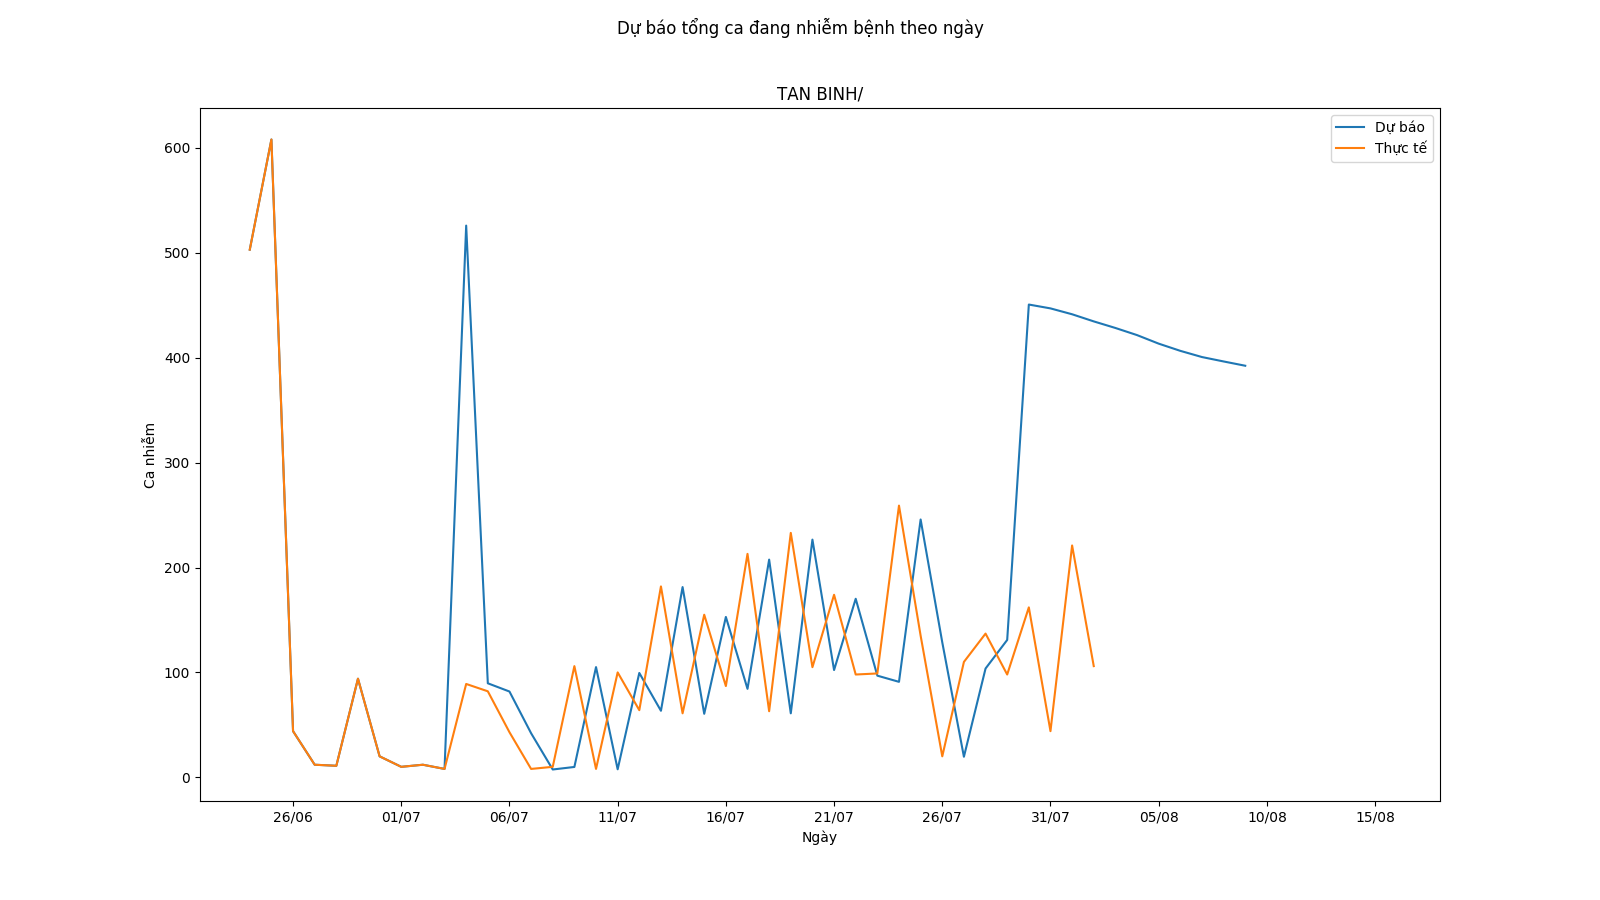 Dự báo tổng ca đang nhiễm bệnh theo ngày
TAN BINH/
Dự báo
Thực tế
Ca nhiễm
600
500
400
300
200
100
0
26/06 01/07 06/07 11/07 16/07 21/07 26/07 31/07 05/08 10/08 15/08
Ngày